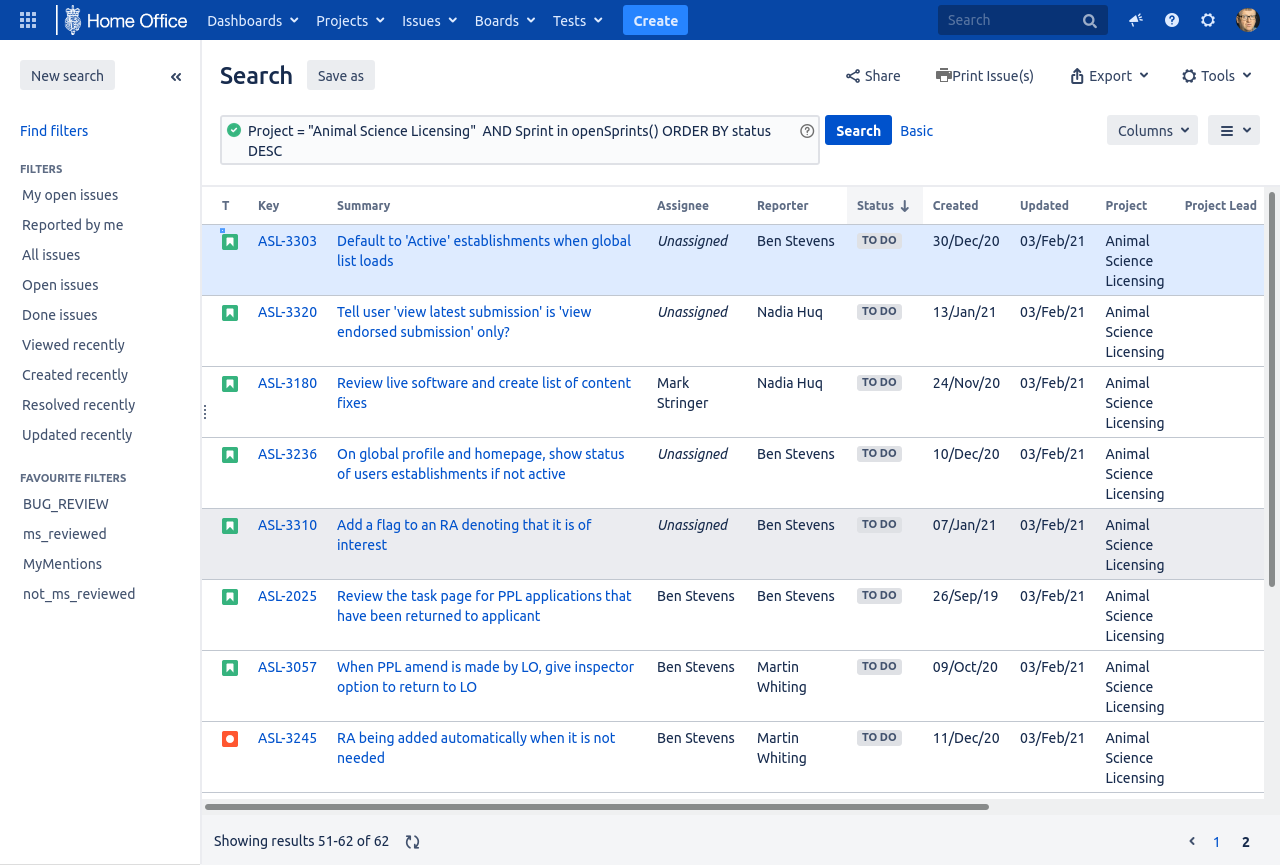 Home Office Dashboards Projects Issues Boards Tests Create Search
New search
Find filters
FILTERS
My open issues
Reported by me
All issues
Open issues
Done issues
Viewed recently
Created recently
Resolved recently
Updated recently
FAVOURITE FILTERS
BUG_REVIEW
ms_reviewed
MyMentions
not_ms_reviewed
Search Save as Share Print Issue(s) Export Tools
Project = "Animal Science Licensing"  AND Sprint in openSprints() ORDER BY status
DESC
Search Basic Columns
T Key Summary Assignee Reporter Status Created Updated Project Project Lead
ASL-3303 Default to 'Active' establishments when global Unassigned Ben Stevens TO DO 30/Dec/20 03/Feb/21 Animal
list loads Science
Licensing
ASL-3320 Tell user 'view latest submission' is 'view Unassigned Nadia Huq TO DO 13/Jan/21 03/Feb/21 Animal
endorsed submission' only? Science
Licensing
ASL-3180 Review live software and create list of content Mark Nadia Huq TO DO 24/Nov/20 03/Feb/21 Animal
fixes Stringer Science
Licensing
ASL-3236 On global profile and homepage, show status Unassigned Ben Stevens TO DO 10/Dec/20 03/Feb/21 Animal
of users establishments if not active Science
Licensing
ASL-3310 Add a flag to an RA denoting that it is of Unassigned Ben Stevens TO DO 07/Jan/21 03/Feb/21 Animal
interest Science
Licensing
ASL-2025 Review the task page for PPL applications that Ben Stevens Ben Stevens TO DO 26/Sep/19 03/Feb/21 Animal
have been returned to applicant Science
Licensing
ASL-3057 When PPL amend is made by LO, give inspector Ben Stevens Martin TO DO 09/Oct/20 03/Feb/21 Animal
option to return to LO Whiting Science
Licensing
ASL-3245 RA being added automatically when it is not Ben Stevens Martin TO DO 11/Dec/20 03/Feb/21 Animal
needed Whiting Science
Licensing
Showing results 51-62 of 62 1 2